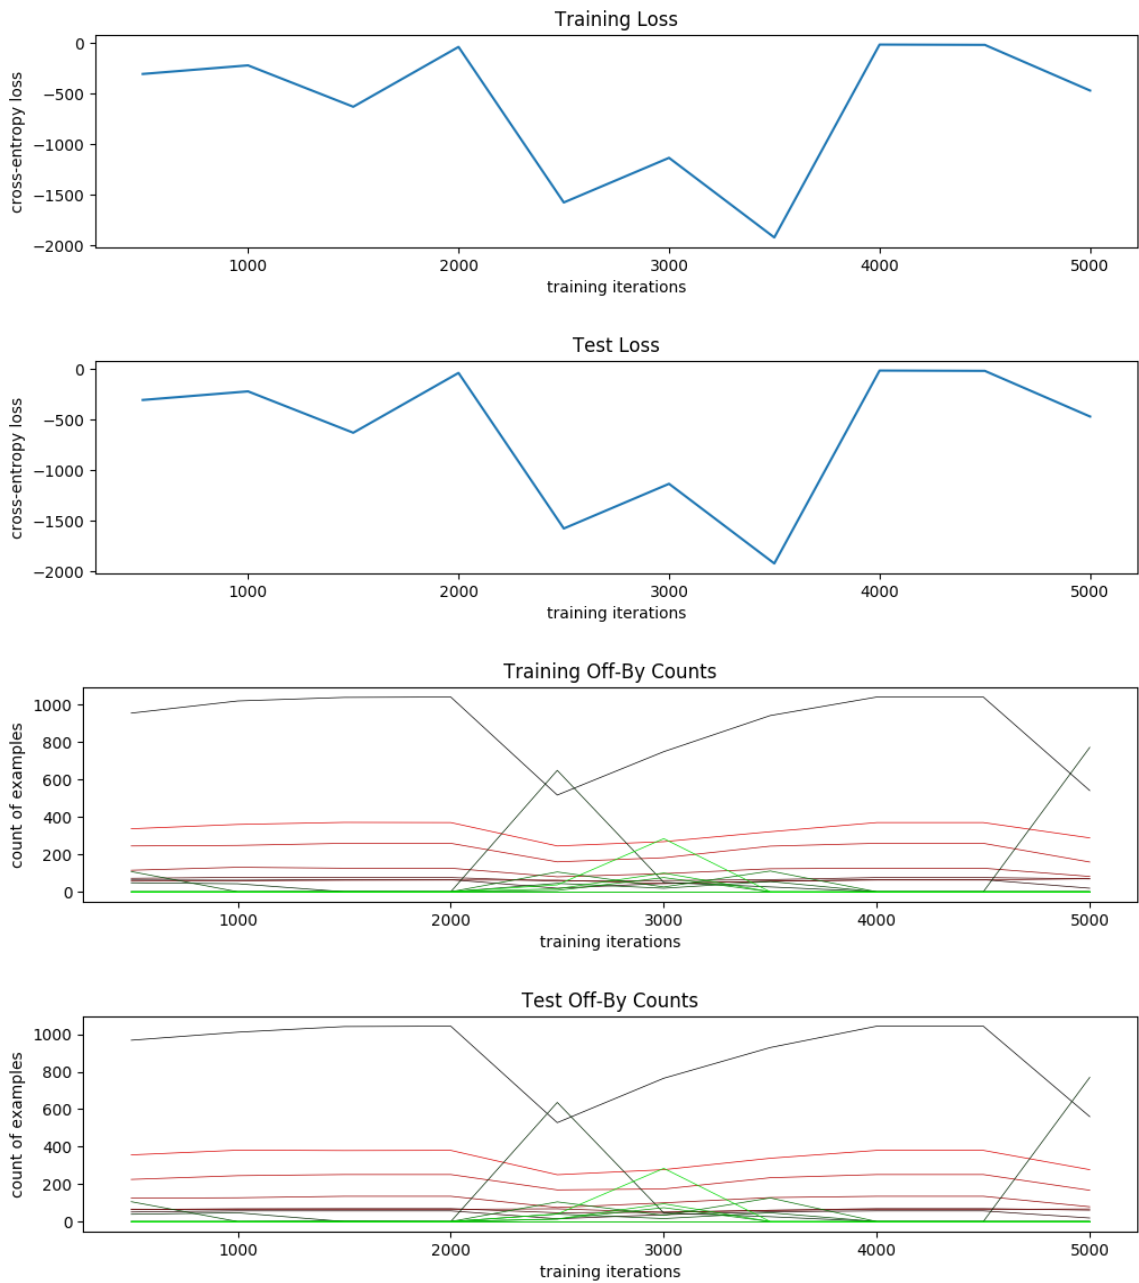 Training Loss
0
−500
−1000
−1500
−2000
cross-entropy loss
1000 2000 3000 4000 5000
training iterations
Test Loss
0
−500
−1000
−1500
−2000
cross-entropy loss
1000 2000 3000 4000 5000
training iterations
Training Off-By Counts
1000
800
600
400
200
0
count of examples
1000 2000 3000 4000 5000
training iterations
Test Off-By Counts
1000
800
600
400
200
0
count of examples
1000 2000 3000 4000 5000
training iterations